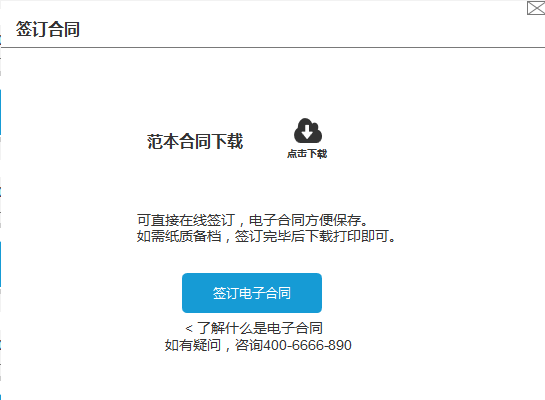 签订合同
范本合同下载
点击下载
可直接在线签订，电子合同方便保存。
如需纸质备档，签订完毕后下载打印即可。
签订电子合同
< 了解什么是电子合同
如有疑问，咨询400-6666-890